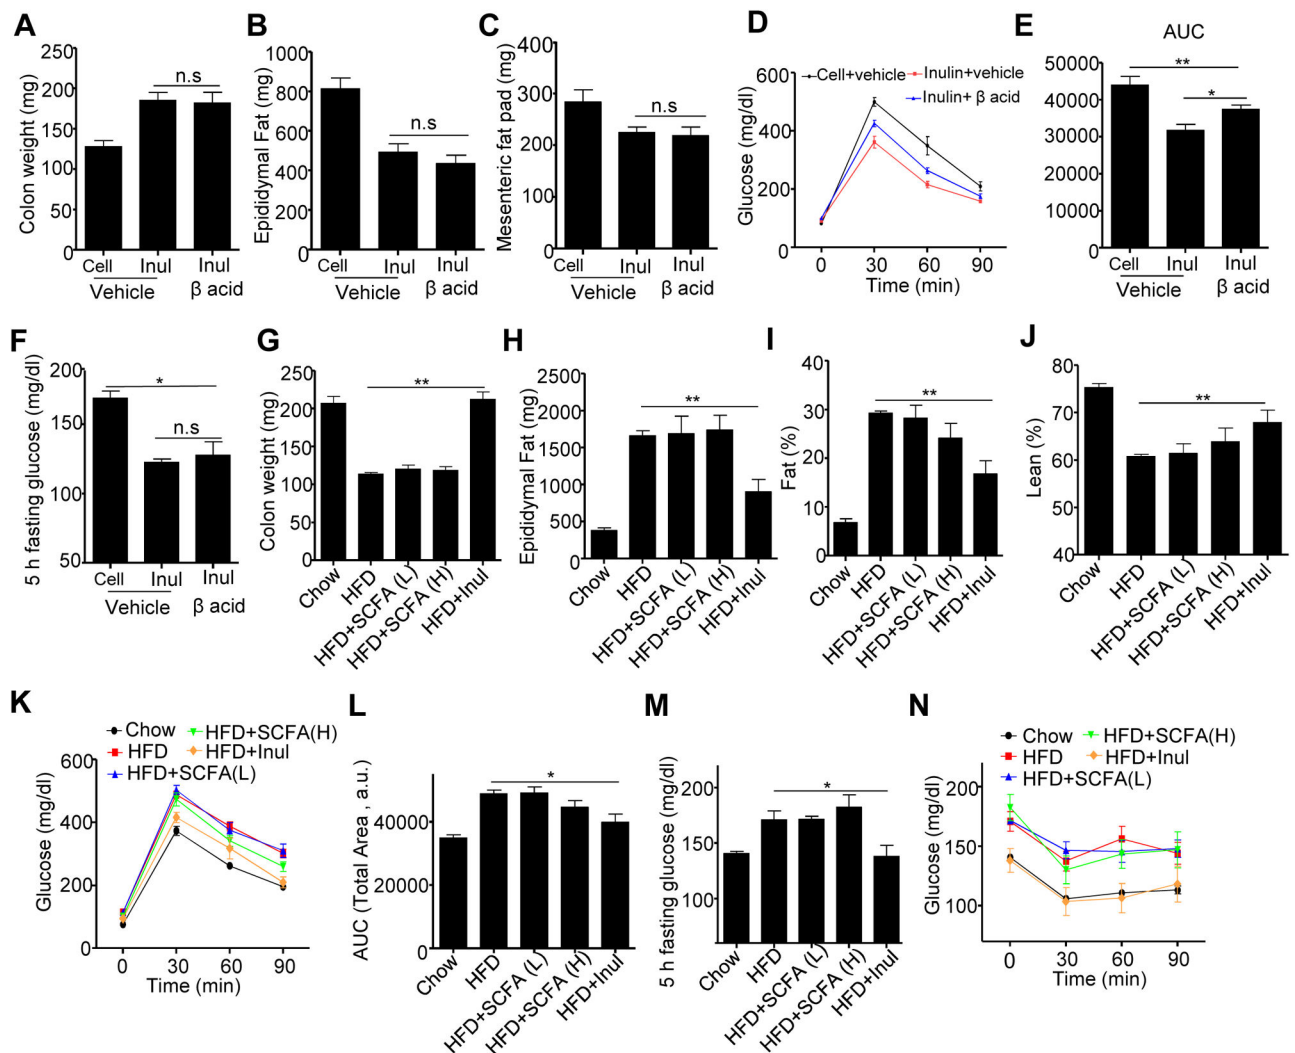 A
Colon weight (mg)
250
200
150
100
50
0
n.s
Cell Inul Inul
Vehicle β acid
B
Epididymal Fat (mg)
1000
800
600
400
200
0
n.s
Cell Inul Inul
Vehicle β acid
C
Mesenteric fat pad (mg)
400
300
200
100
0
n.s
Cell Inul Inul
Vehicle β acid
D
Cell+vehicle Inulin+vehicle
Inulin+ β acid
Glucose (mg/dl)
600
400
200
0
0 30 60 90
Time (min)
E
AUC
50000
40000
30000
20000
10000
0
**
*
Cell Inul Inul
Vehicle β acid
F
5 h fasting glucose (mg/dl)
200
150
100
50
*
n.s
Cell Inul Inul
Vehicle β acid
G
Colon weight (mg)
250
200
150
100
50
0
**
Chow
HFD
HFD+SCFA (L)
HFD+SCFA (H)
HFD+Inul
H
Epididymal Fat (mg)
2000
1500
1000
500
0
**
Chow
HFD
HFD+SCFA (L)
HFD+SCFA (H)
HFD+Inul
I
Fat (%)
40
30
20
10
0
**
Chow
HFD
HFD+SCFA (L)
HFD+SCFA (H)
HFD+Inul
J
Lean (%)
80
70
60
50
40
**
Chow
HFD
HFD+SCFA (L)
HFD+SCFA (H)
HFD+Inul
K
Chow HFD+SCFA(H)
HFD HFD+Inul
HFD+SCFA(L)
Glucose (mg/dl)
600
400
200
0
0 30 60 90
Time (min)
L
AUC (Total Area , a.u.)
40000
20000
0
*
Chow
HFD
HFD+SCFA (L)
HFD+SCFA (H)
HFD+Inul
M
5 h fasting glucose (mg/dl)
200
150
100
*
Chow
HFD
HFD+SCFA (L)
HFD+SCFA (H)
HFD+Inul
N
Chow HFD+SCFA(H)
HFD HFD+Inul
HFD+SCFA(L)
Glucose (mg/dl)
200
150
100
0 30 60 90
Time (min)